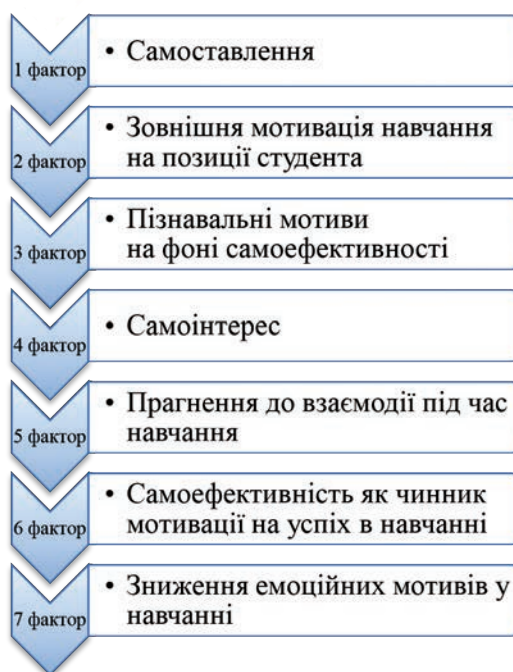 1 фактор
• Самоставлення
2 фактор
• Зовнішня мотивація навчання
на позиції студента
3 фактор
• Пізнавальні мотиви
на фоні самоефективності
4 фактор
• Самоінтерес
5 фактор
• Прагнення до взаємодії під час
навчання
6 фактор
• Самоефективність як чинник
мотивації на успіх в навчанні
7 фактор
• Зниження емоційних мотивів у
навчанні